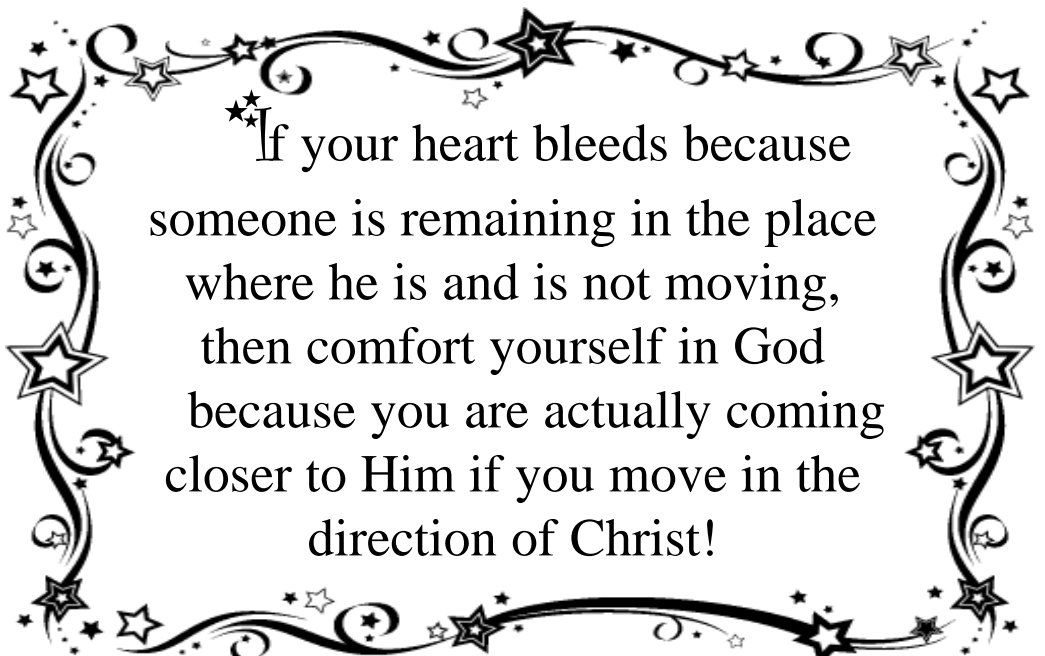 If your heart bleeds because
someone is remaining in the place
where he is and is not moving,
then comfort yourself in God
because you are actually coming
closer to Him if you move in the
direction of Christ!